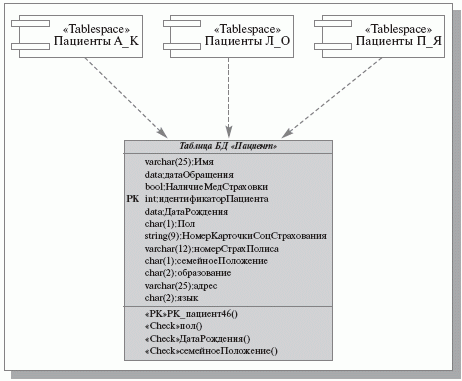 «Tablespace»
Пациенты А_К
«Tablespace»
Пациенты Л_О
«Tablespace»
Пациенты П_Я
Таблица БД «Пациент»
varchar(25):Имя
data;датаОбращения
bool:НаличиеМедСтраховки
PK int:идентификаторПациента
data;ДатаРождения
char(1):Пол
string(9):НомерКарточкиСоцСтрахования
varchar(12):номерСтрахПолиса
char(1):семейноеПоложение
char(2):образование
varchar(25):адрес
char(2):язык
«PK»PK_пациент46()
«Check»пол()
«Check»ДатаРождения()
«Check»семейноеПоложение()